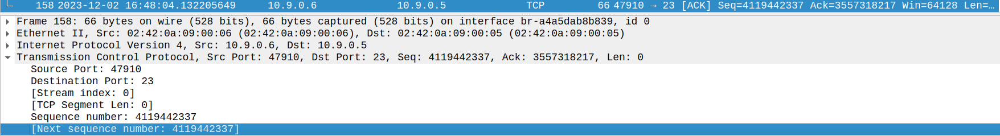 158 2023-12-02 16:48:04.132205649 10.9.0.6 10.9.0.5 TCP 66 47910 → 23 [ACK] Seq=4119442337 Ack=3557318217 Win=64128 Len=…
Frame 158: 66 bytes on wire (528 bits), 66 bytes captured (528 bits) on interface br-a4a5dab8b839, id 0
Ethernet II, Src: 02:42:0a:09:00:06 (02:42:0a:09:00:06), Dst: 02:42:0a:09:00:05 (02:42:0a:09:00:05)
Internet Protocol Version 4, Src: 10.9.0.6, Dst: 10.9.0.5
Transmission Control Protocol, Src Port: 47910, Dst Port: 23, Seq: 4119442337, Ack: 3557318217, Len: 0
Source Port: 47910
Destination Port: 23
[Stream index: 0]
[TCP Segment Len: 0]
Sequence number: 4119442337
[Next sequence number: 4119442337]